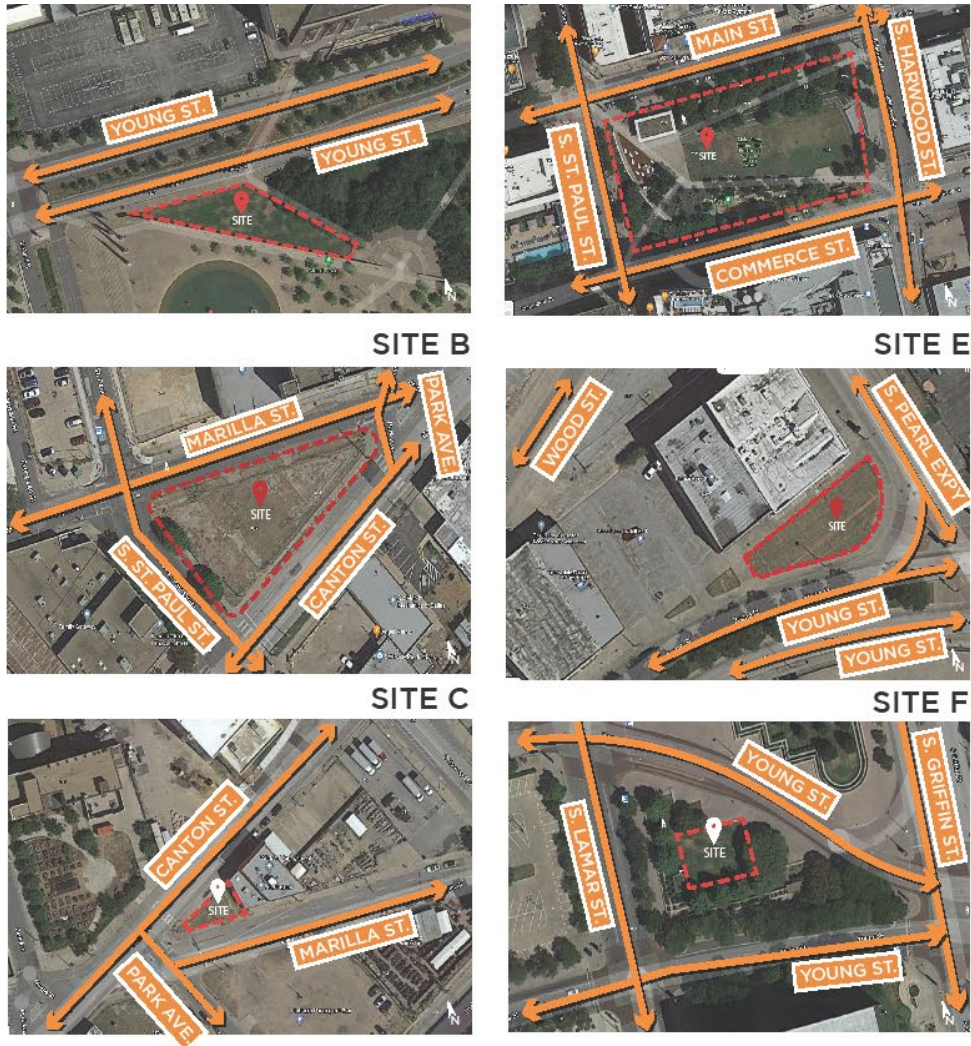 YOUNG ST.
YOUNG ST.
SITE
N
MAIN ST.
S. HARWOOD ST.
S. ST. PAUL ST.
SITE
COMMERCE ST.
N
SITE B
SITE E
MARILLA ST.
PARK AVE
SITE
S. ST. PAUL ST.
CANTON ST.
N
WOOD ST.
S. PEARL EXPY
SITE
YOUNG ST.
YOUNG ST.
N
SITE C
SITE F
CANTON ST.
SITE
MARILLA ST.
PARK AVE.
N
YOUNG ST.
S. GRIFFIN ST.
SITE
S. LAMAR ST.
YOUNG ST.
N